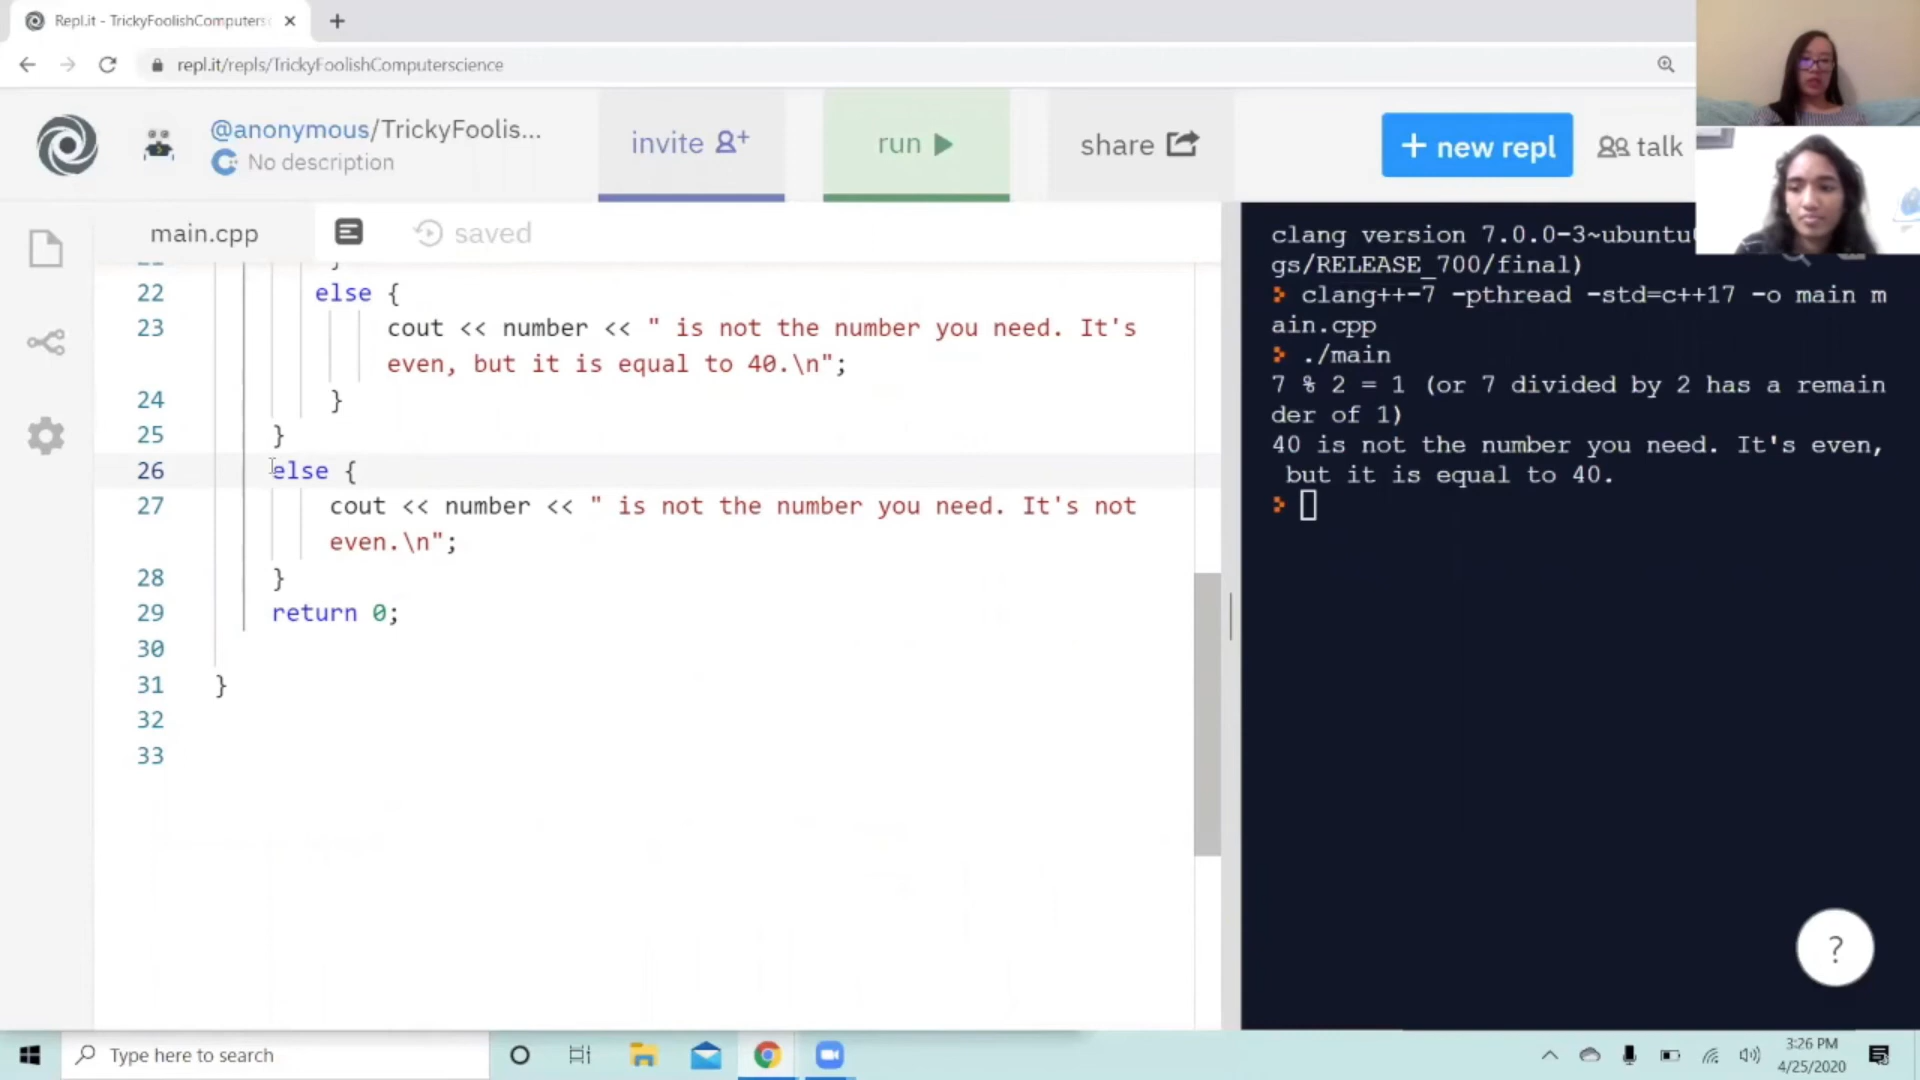 Repl.it - TrickyFoolishComputers
repl.it/repls/TrickyFoolishComputerscience
@anonymous/TrickyFoolis...
No description
invite
run
share
+ new repl
talk
main.cpp
saved
22 else {
23 cout << number << " is not the number you need. It's
even, but it is equal to 40.\n";
24 }
25 }
26 else {
27 cout << number << " is not the number you need. It's not
even.\n";
28 }
29 return 0;
30
31 }
32
33
clang version 7.0.0-3~ubuntu
gs/RELEASE_700/final)
> clang++-7 -pthread -std=c++17 -o main m
ain.cpp
> ./main
7 % 2 = 1 (or 7 divided by 2 has a remain
der of 1)
40 is not the number you need. It's even,
but it is equal to 40.
>
?
Type here to search
3:26 PM
4/25/2020